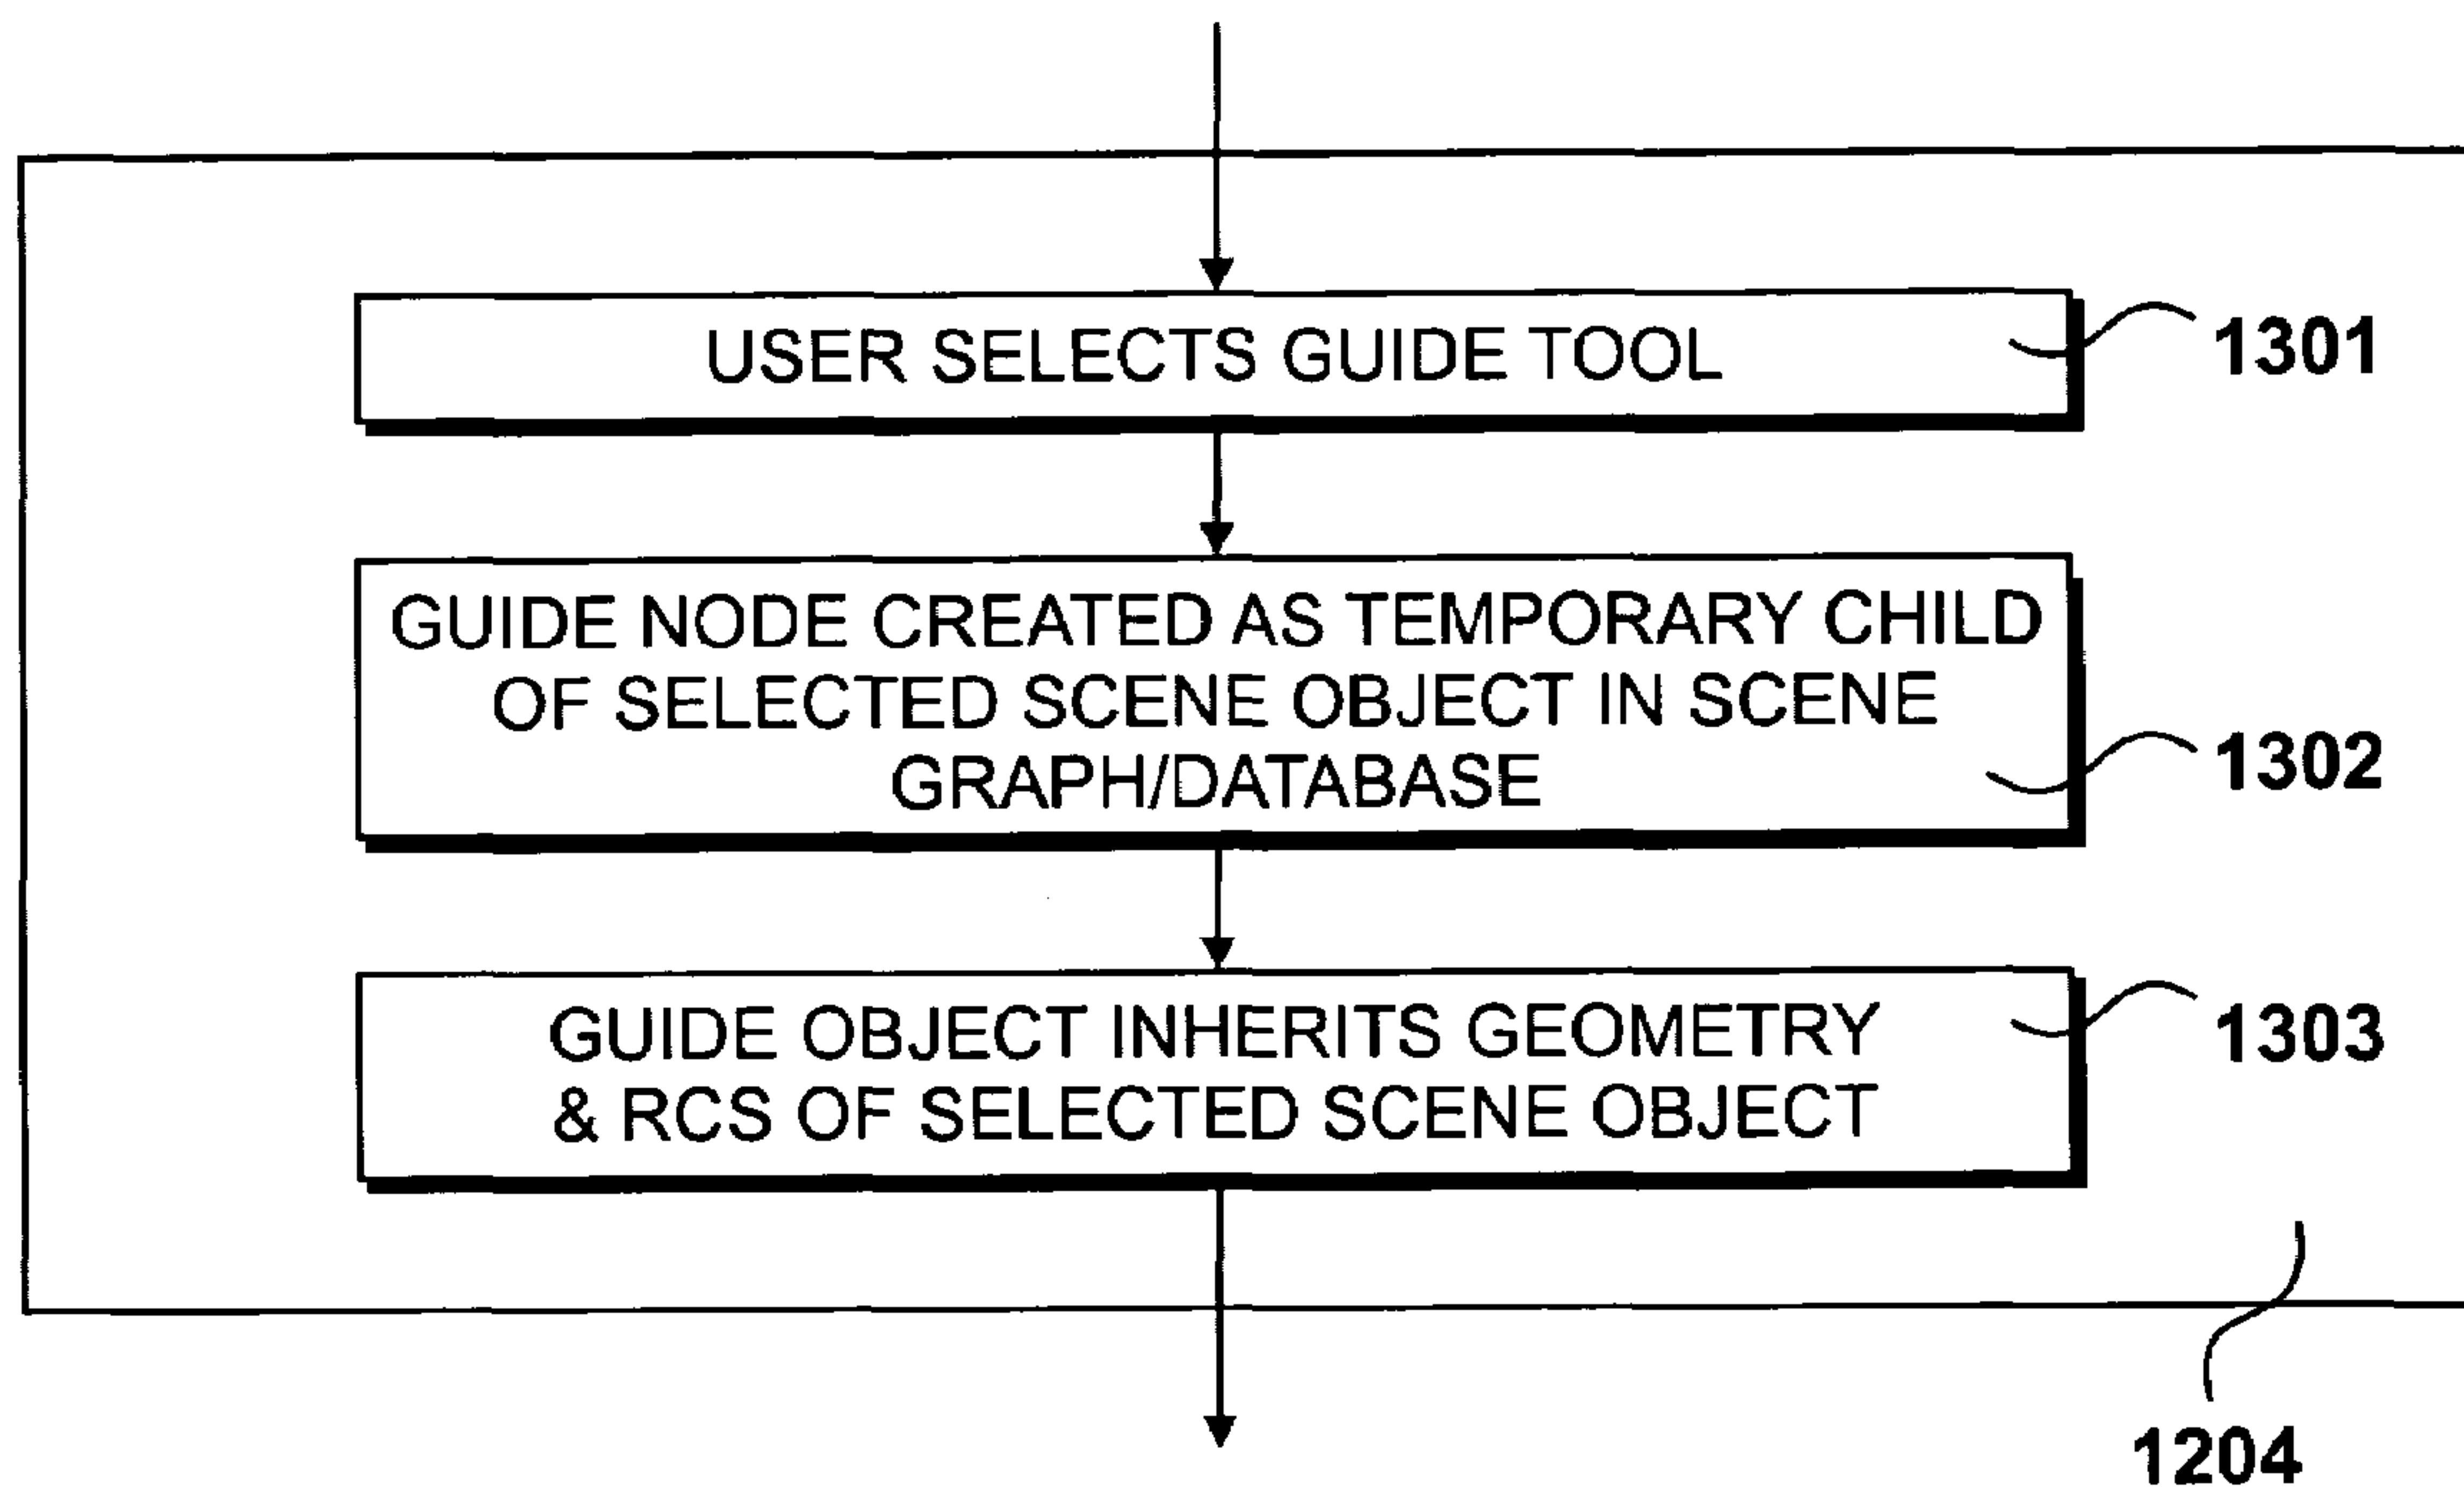 USER SELECTS GUIDE TOOL
1301
GUIDE NODE CREATED AS TEMPORARY CHILD
OF SELECTED SCENE OBJECT IN SCENE
GRAPH/DATABASE
1302
GUIDE OBJECT INHERITS GEOMETRY
& RCS OF SELECTED SCENE OBJECT
1303
1204